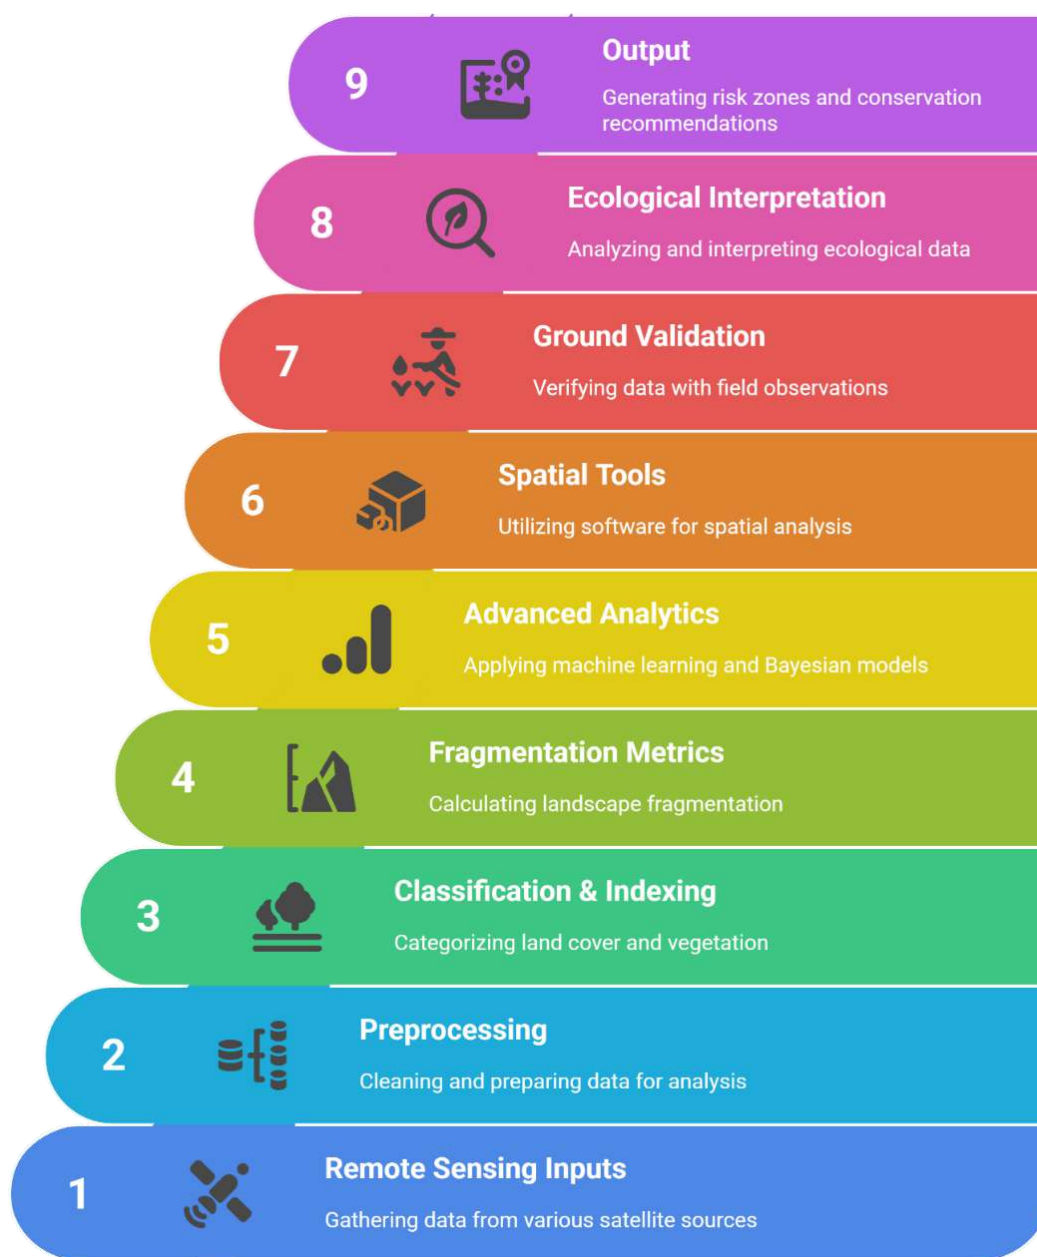 9
Output
Generating risk zones and conservation
recommendations
8
Ecological Interpretation
Analyzing and interpreting ecological data
7
Ground Validation
Verifying data with field observations
6
Spatial Tools
Utilizing software for spatial analysis
5
Advanced Analytics
Applying machine learning and Bayesian models
4
Fragmentation Metrics
Calculating landscape fragmentation
3
Classification & Indexing
Categorizing land cover and vegetation
2
Preprocessing
Cleaning and preparing data for analysis
1
Remote Sensing Inputs
Gathering data from various satellite sources